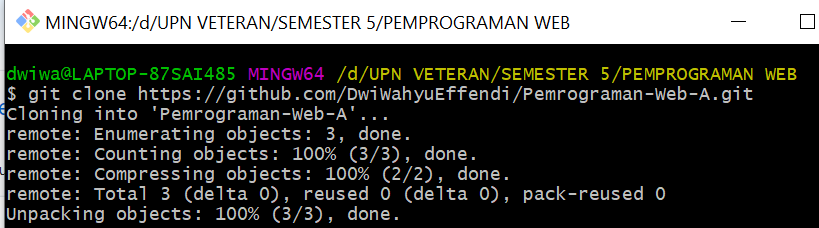 MINGW64:/d/UPN VETERAN/SEMESTER 5/PEMPROGRAMAN WEB
dwiwa@LAPTOP-87SAI485 MINGW64 /d/UPN VETERAN/SEMESTER 5/PEMPROGRAMAN WEB
$ git clone https://github.com/DwiWahyuEffendi/Pemrograman-Web-A.git
Cloning into 'Pemrograman-Web-A'...
remote: Enumerating objects: 3, done.
remote: Counting objects: 100% (3/3), done.
remote: Compressing objects: 100% (2/2), done.
remote: Total 3 (delta 0), reused 0 (delta 0), pack-reused 0
Unpacking objects: 100% (3/3), done.